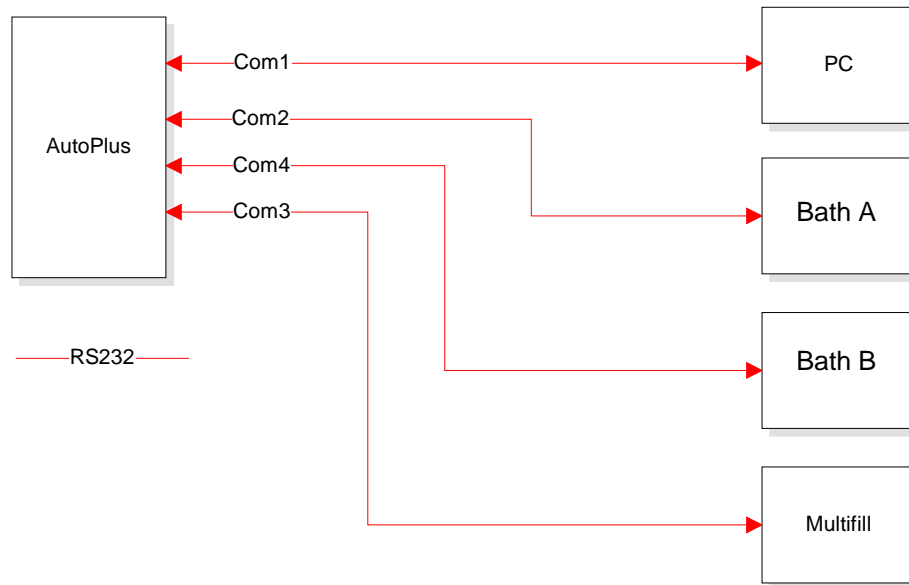 AutoPlus
Com1
Com2
Com4
Com3
RS232
PC
Bath A
Bath B
Multifill